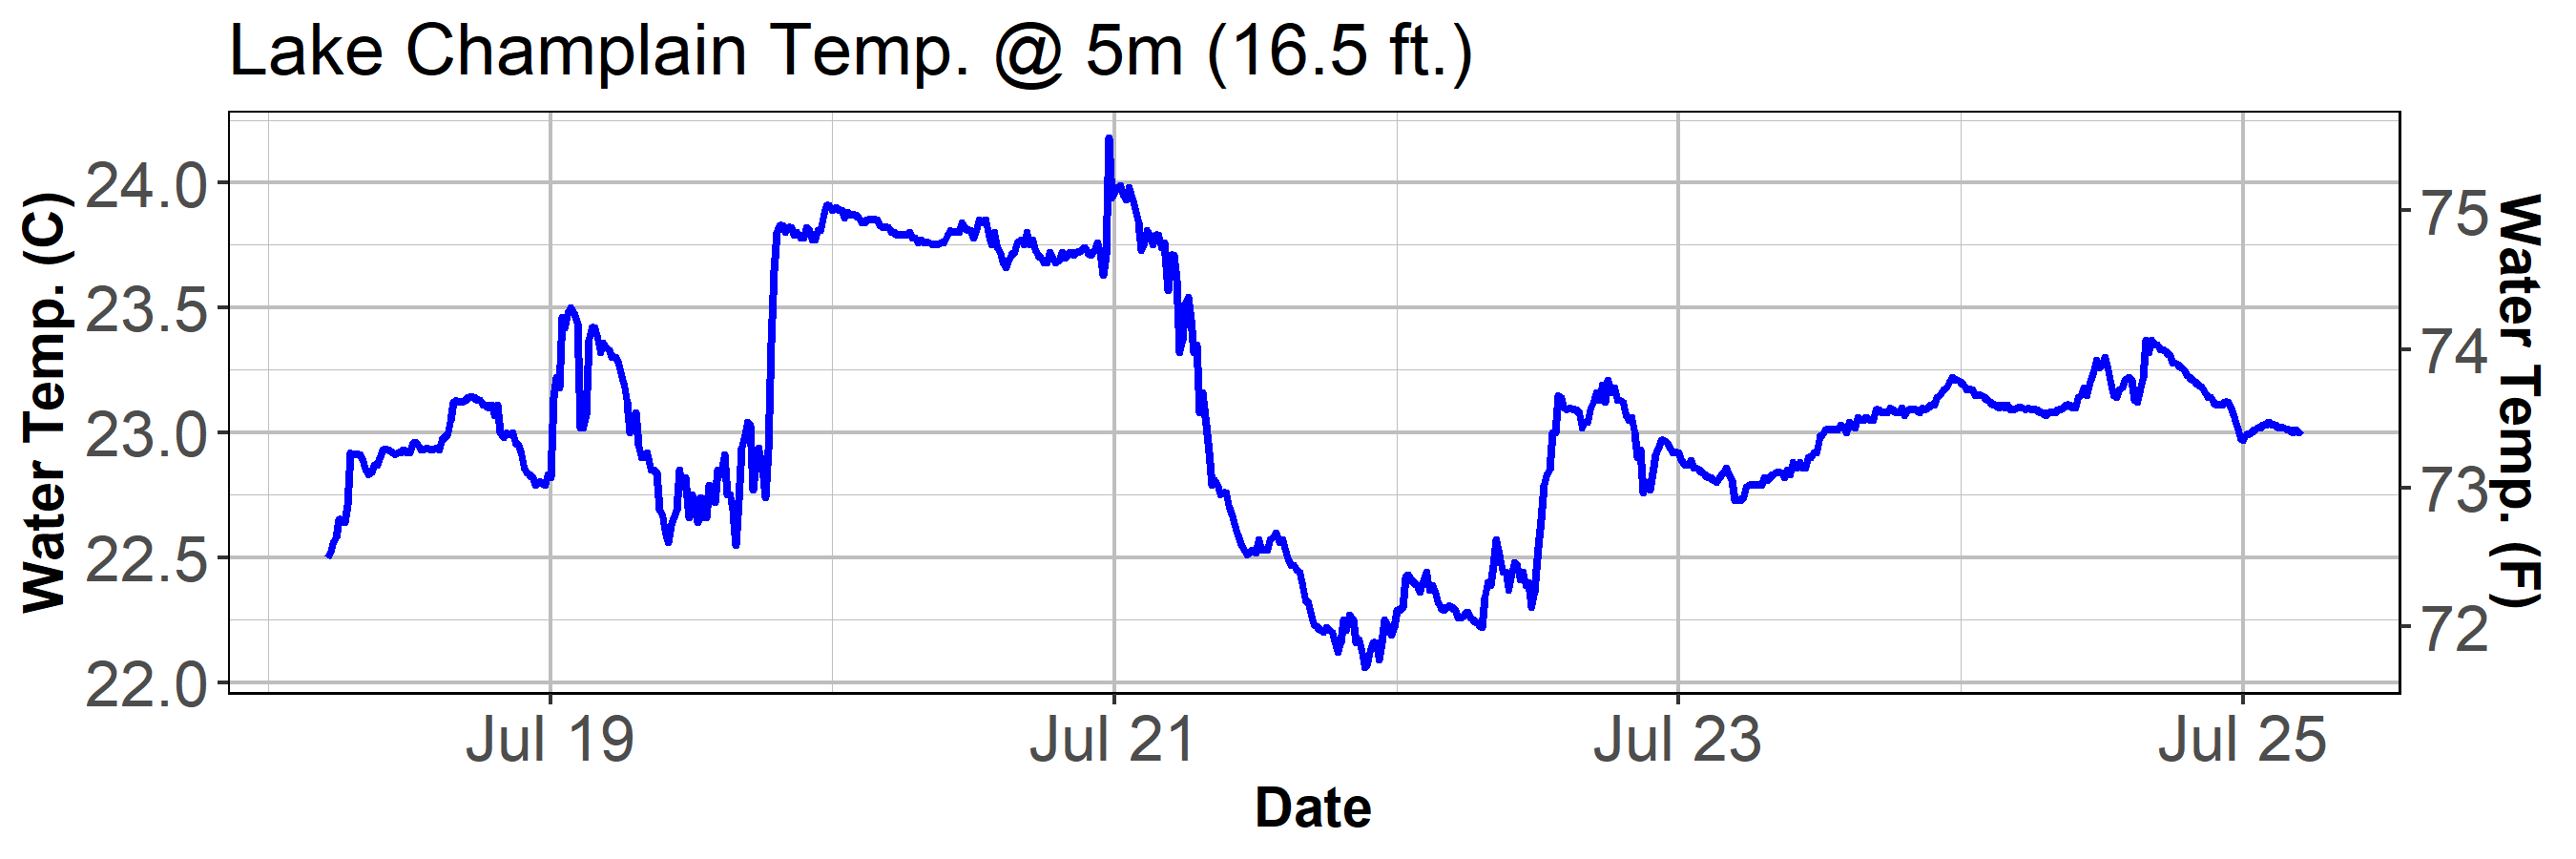 Lake Champlain Temp. @ 5m (16.5 ft.)
Water Temp. (C)
24.0
23.5
23.0
22.5
22.0
75
74
73
72
Water Temp. (F)
Jul 19 Jul 21 Jul 23 Jul 25
Date